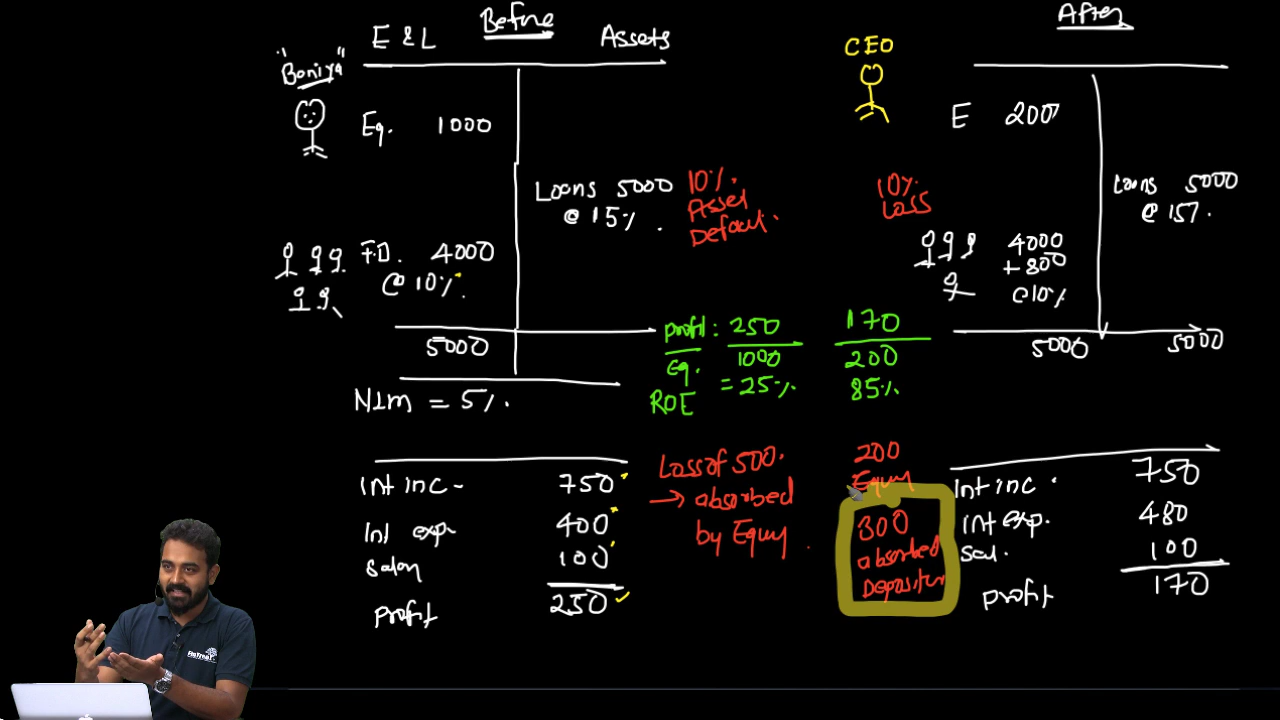 E & L
Before
Assets
"Baniya"
Eq. 1000
Loans 5000
@ 15%.
10%.
Asset
Default.
F.D. 4000
@ 10%.
5000
NIM = 5%.
Int inc - 750
Int exp. 400
Salary 100
profit 250
profit : 250
Eq. 1000
ROE = 25%
170
200
85%
Loss of 500.
→ absorbed
by Equity.
CEO
10%
Loss
200
Equity
300
absorbed
Depositor
After
E 200
Loans 5000
@ 15%.
4000
+ 800
@10%
5000
5000
Int inc. 750
Int exp. 480
Sal. 100
profit 170
FinTree